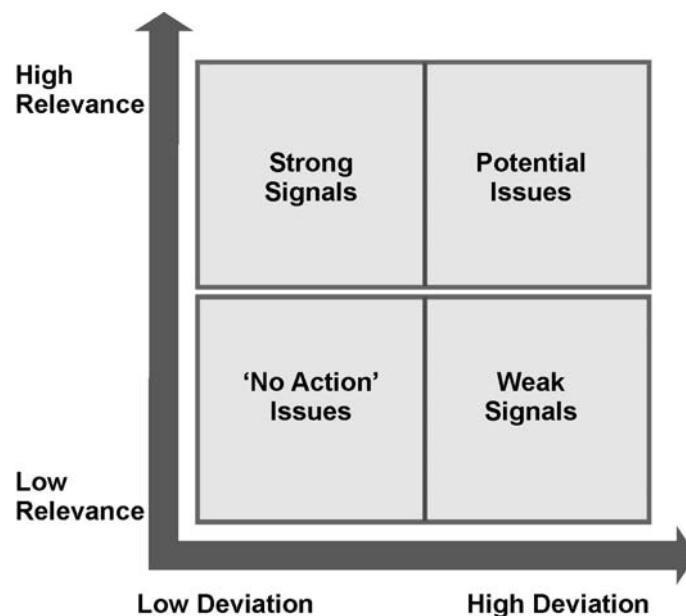 High
Relevance
Strong
Signals
Potential
Issues
‘No Action’
Issues
Weak
Signals
Low
Relevance
Low Deviation
High Deviation